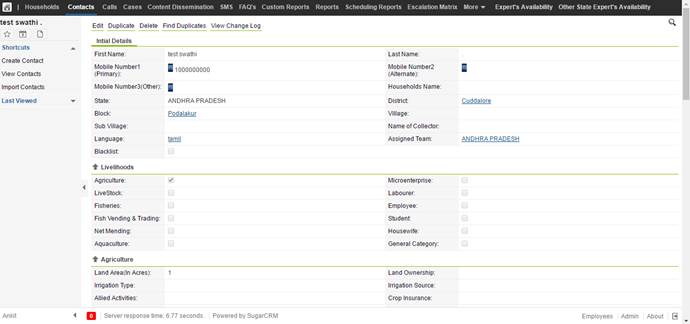 Households Contacts Calls Cases Content Dissemination SMS FAQ's Custom Reports Reports Scheduling Reports Escalation Matrix More Expert's Availability Other State Expert's Availability
test swathi .
Edit Duplicate Delete Find Duplicates View Change Log
Intial Details
Shortcuts
Create Contact
View Contacts
Import Contacts
Last Viewed
First Name: test swathi Last Name:
Mobile Number1 (Primary): 1000000000 Mobile Number2 (Alternate):
Mobile Number3(Other): Households Name:
State: ANDHRA PRADESH District: Cuddalore
Block: Podalakur Village:
Sub Village: Name of Collector:
Language: tamil Assigned Team: ANDHRA PRADESH
Blacklist:
Livelihoods
Agriculture: Microenterprise:
LiveStock: Labourer:
Fisheries: Employee:
Fish Vending & Trading: Student:
Net Mending: Housewife:
Aquaculture: General Category:
Agriculture
Land Area(In Acres): 1 Land Ownership:
Irrigation Type: Irrigation Source:
Allied Activities: Crop Insurance:
Ankit 0 Server response time: 6.77 seconds. Powered by SugarCRM Employees Admin About